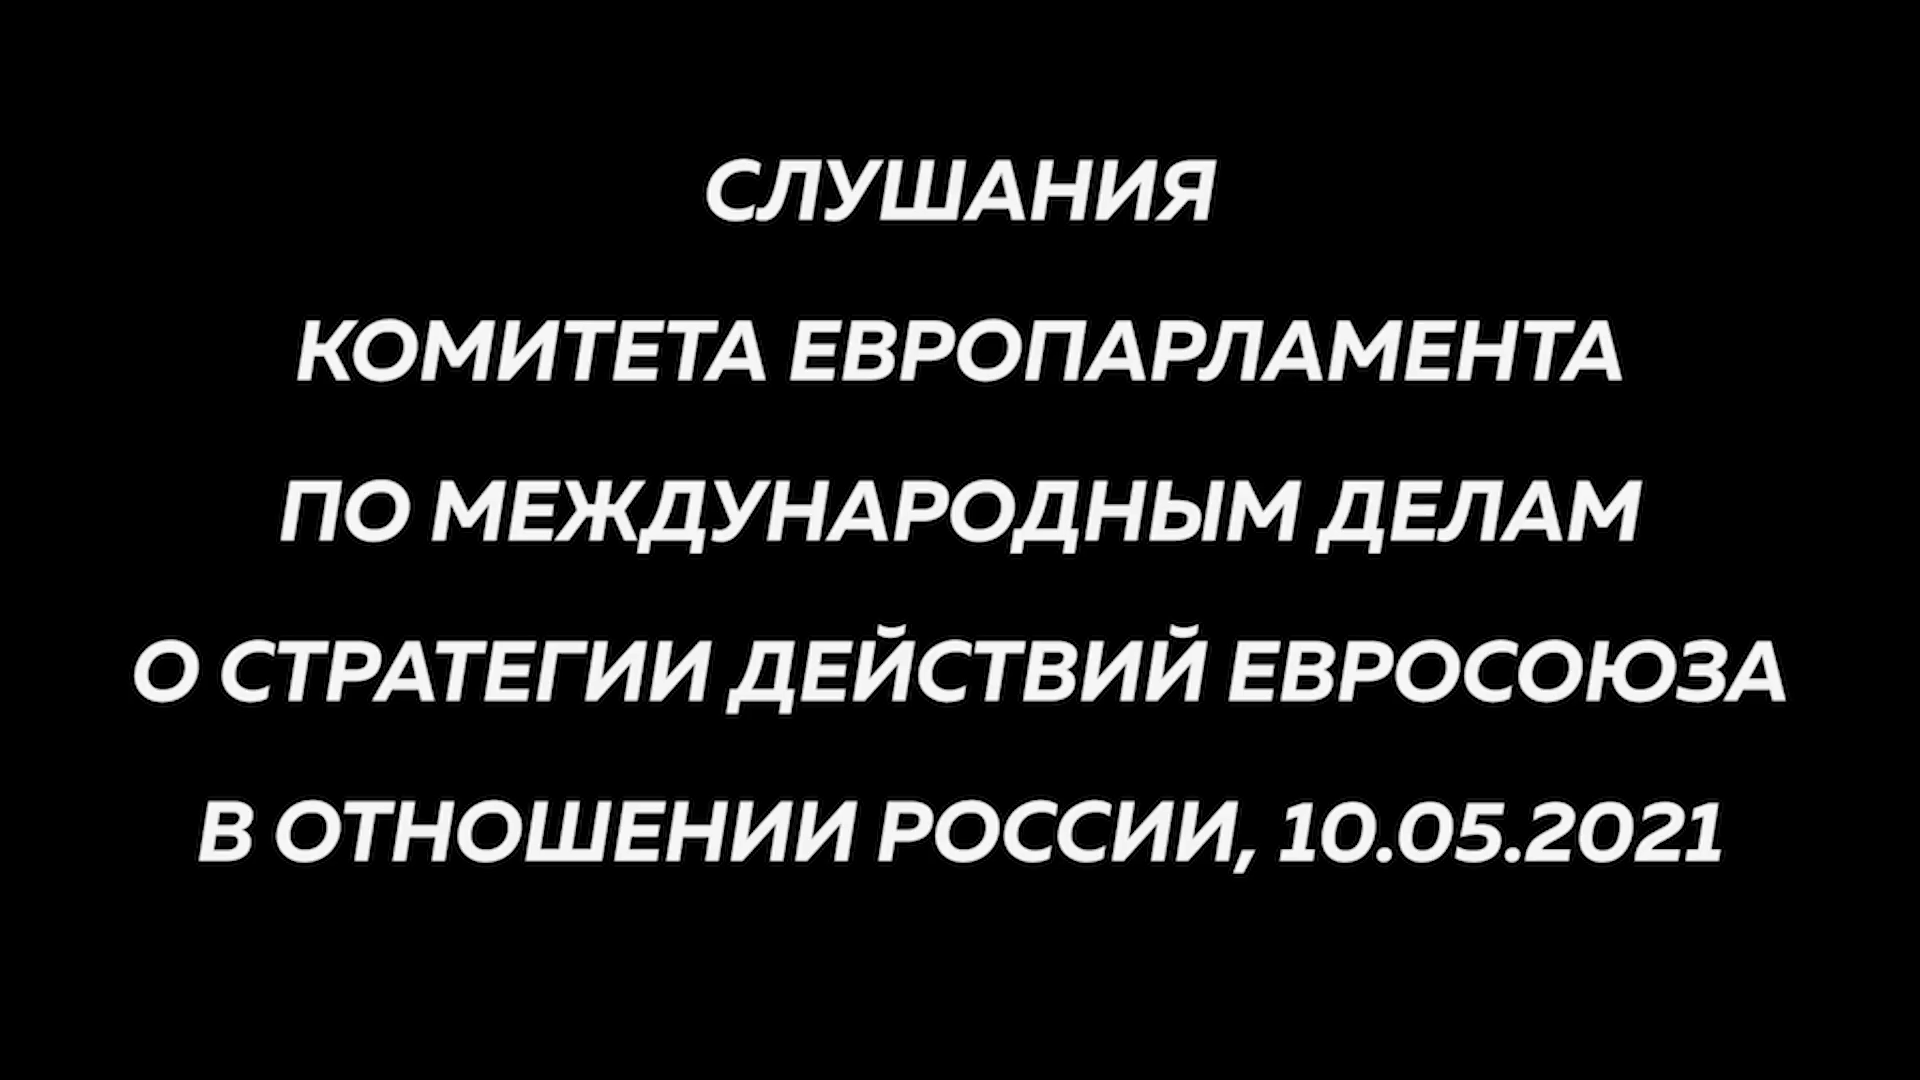 СЛУШАНИЯ
КОМИТЕТА ЕВРОПАРЛАМЕНТА
ПО МЕЖДУНАРОДНЫМ ДЕЛАМ
О СТРАТЕГИИ ДЕЙСТВИЙ ЕВРОСОЮЗА
В ОТНОШЕНИИ РОССИИ, 10.05.2021